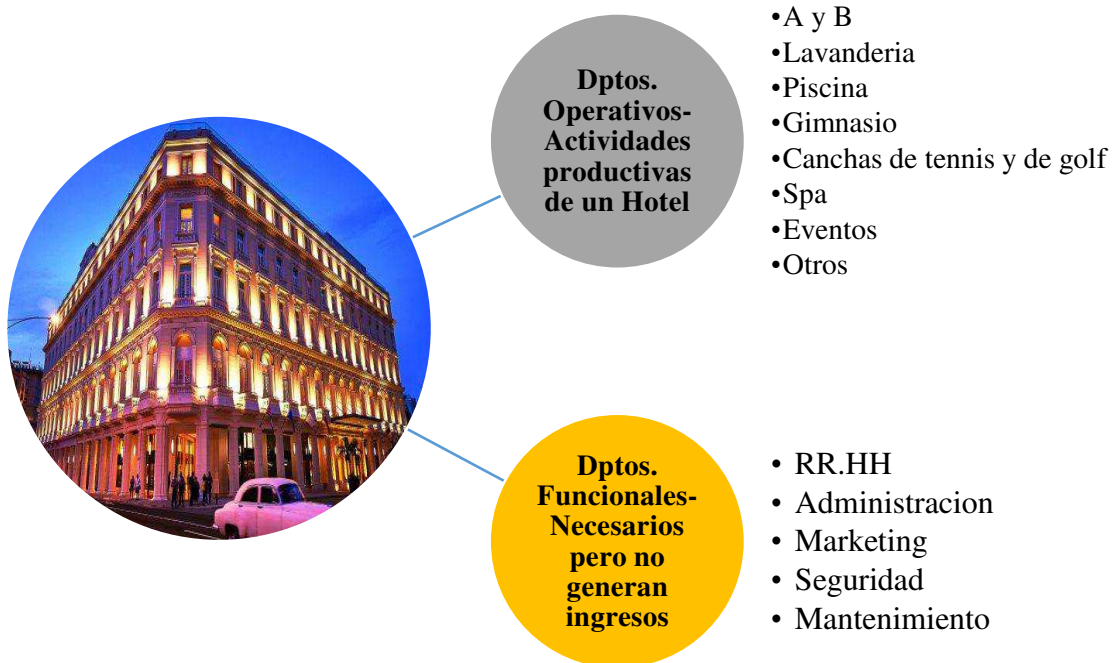 Dptos.
Operativos-
Actividades
productivas
de un Hotel
•A y B
•Lavanderia
•Piscina
•Gimnasio
•Canchas de tennis y de golf
•Spa
•Eventos
•Otros
Dptos.
Funcionales-
Necesarios
pero no
generan
ingresos
• RR.HH
• Administracion
• Marketing
• Seguridad
• Mantenimiento